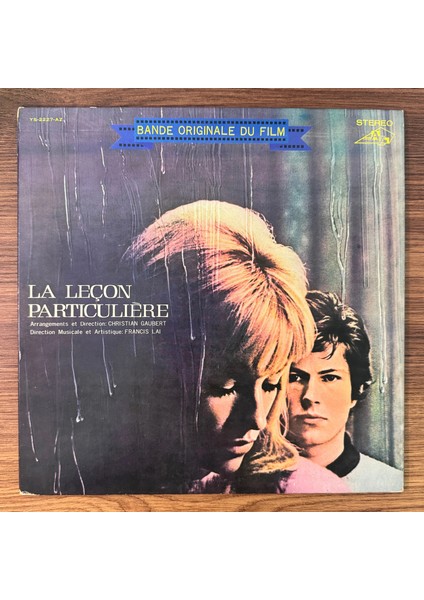 YS-2227-AZ
STEREO
BANDE ORIGINALE DU FILM
LA LEÇON
PARTICULIÈRE
Arrangements et Direction: CHRISTIAN GAUBERT
Direction Musicale et Artistique: FRANCIS LAI